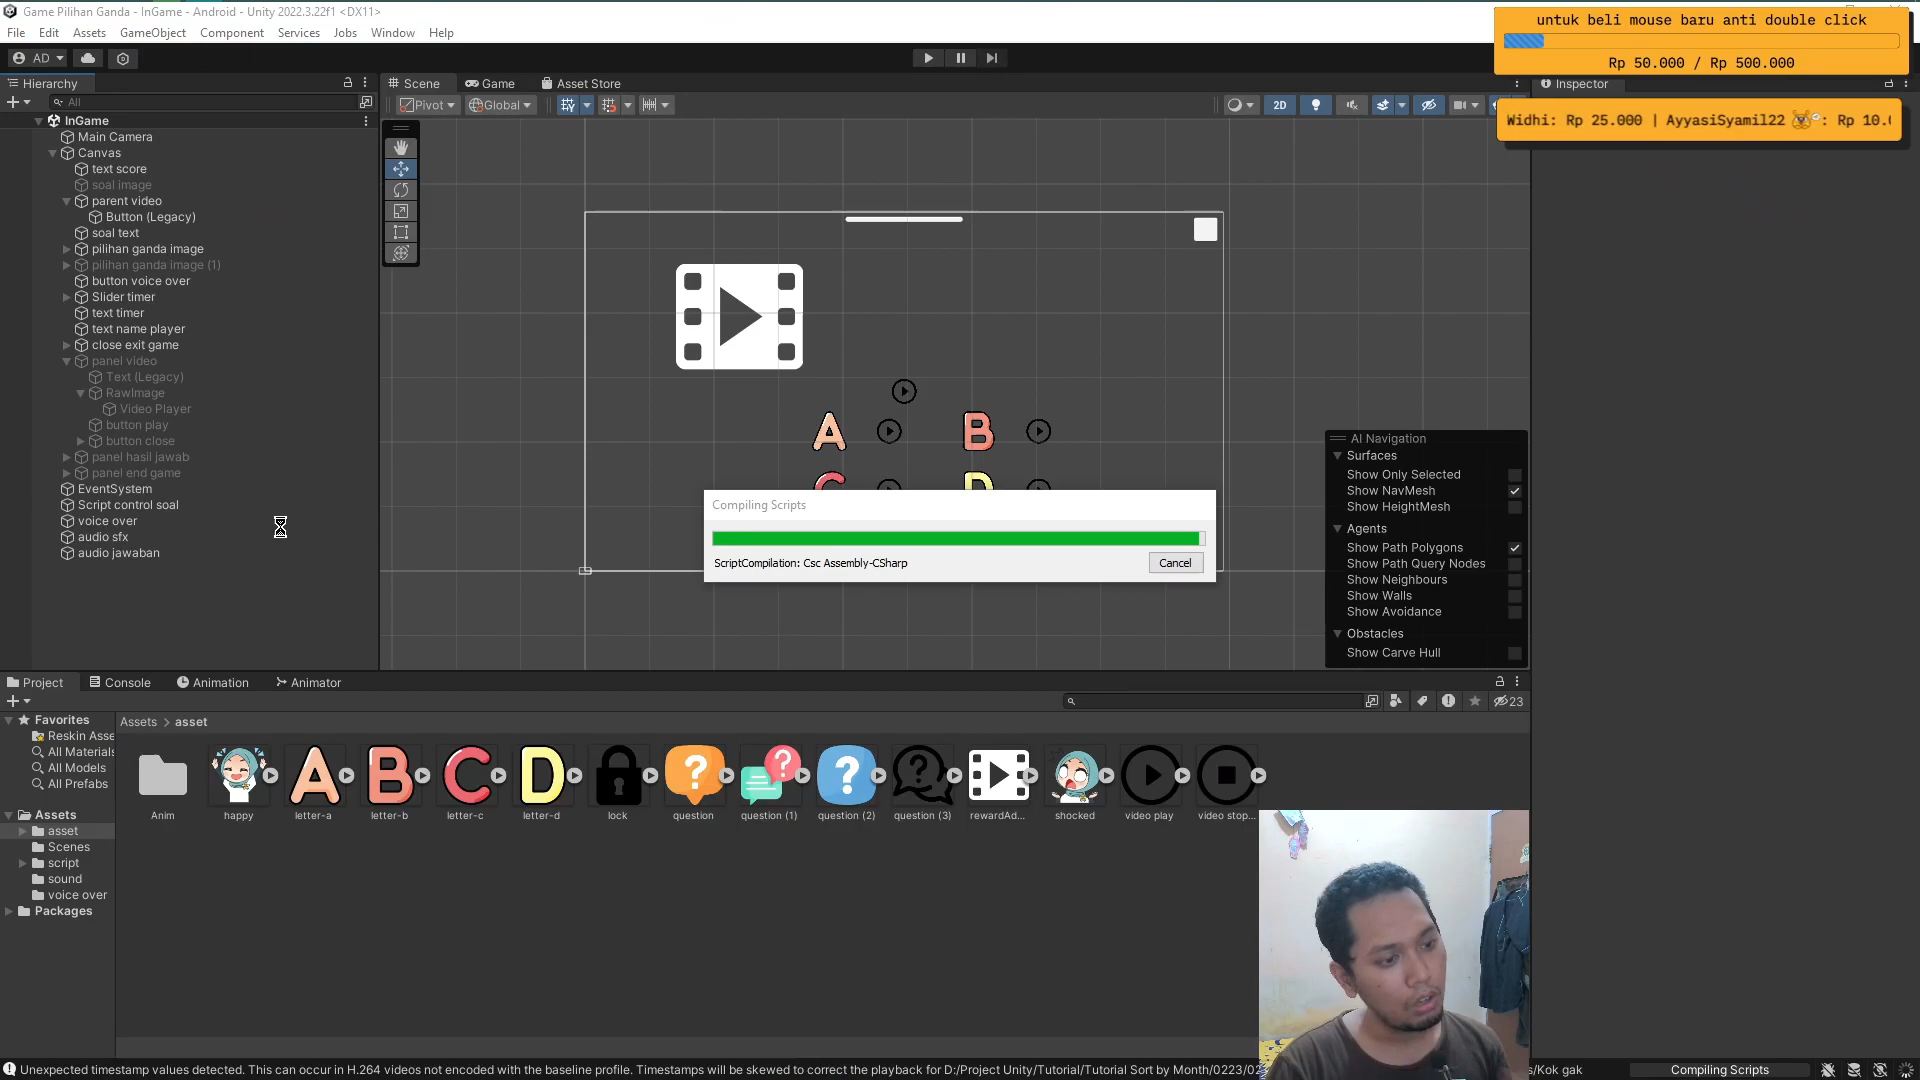 Game Pilihan Ganda - InGame - Android - Unity 2022.3.22f1 <DX11>
File Edit Assets GameObject Component Services Jobs Window Help
AD
Hierarchy
All
InGame
Main Camera
Canvas
text score
soal image
parent video
Button (Legacy)
soal text
pilihan ganda image
pilihan ganda image (1)
button voice over
Slider timer
text timer
text name player
close exit game
panel video
Text (Legacy)
RawImage
Video Player
button play
button close
panel hasil jawab
panel end game
EventSystem
Script control soal
voice over
audio sfx
audio jawaban
Scene Game Asset Store
Pivot Global
2D
A B
C D
Compiling Scripts
ScriptCompilation: Csc Assembly-CSharp
Cancel
AI Navigation
Surfaces
Show Only Selected
Show NavMesh
Show HeightMesh
Agents
Show Path Polygons
Show Path Query Nodes
Show Neighbours
Show Walls
Show Avoidance
Obstacles
Show Carve Hull
untuk beli mouse baru anti double click
Rp 50.000 / Rp 500.000
Inspector
Widhi: Rp 25.000 | AyyasiSyamil22 : Rp 10.
Project Console Animation Animator
23
Favorites
Reskin Asse
All Materials
All Models
All Prefabs
Assets
asset
Scenes
script
sound
voice over
Packages
Assets > asset
A B C D ? ? ? ?
Anim happy letter-a letter-b letter-c letter-d lock question question (1) question (2) question (3) rewardAd... shocked video play video stop...
Unexpected timestamp values detected. This can occur in H.264 videos not encoded with the baseline profile. Timestamps will be skewed to correct the playback for D:/Project Unity/Tutorial/Tutorial Sort by Month/0223/02
s/Kok gak
Compiling Scripts